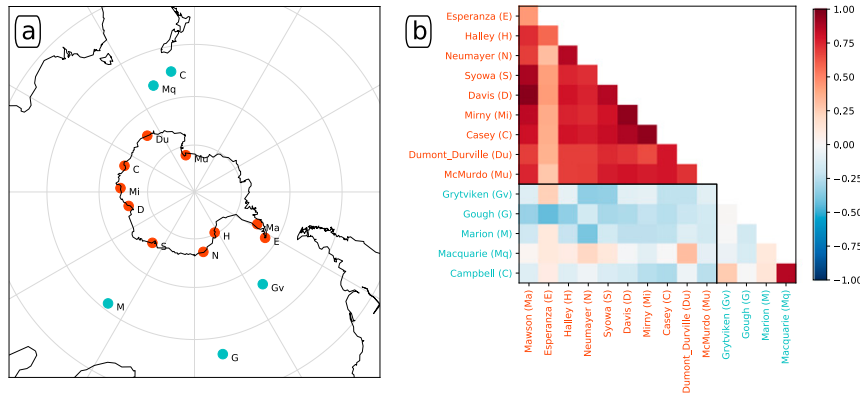 a
C
Mq
Du
Mu
C
Mi
D
Ma
H
E
S
N
Gv
M
G
b
Esperanza (E)
Halley (H)
Neumayer (N)
Syowa (S)
Davis (D)
Mirny (Mi)
Casey (C)
Dumont_Durville (Du)
McMurdo (Mu)
Grytviken (Gv)
Gough (G)
Marion (M)
Macquarie (Mq)
Campbell (C)
Mawson (Ma)
Esperanza (E)
Halley (H)
Neumayer (N)
Syowa (S)
Davis (D)
Mirny (Mi)
Casey (C)
Dumont_Durville (Du)
McMurdo (Mu)
Grytviken (Gv)
Gough (G)
Marion (M)
Macquarie (Mq)
1.00
0.75
0.50
0.25
0.00
−0.25
−0.50
−0.75
−1.00